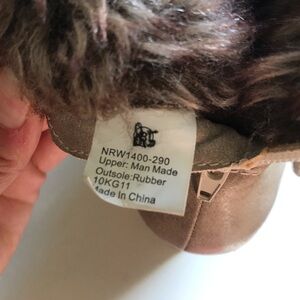 NRW1400-290
Upper: Man Made
Outsole:Rubber
10KG11
Made in China